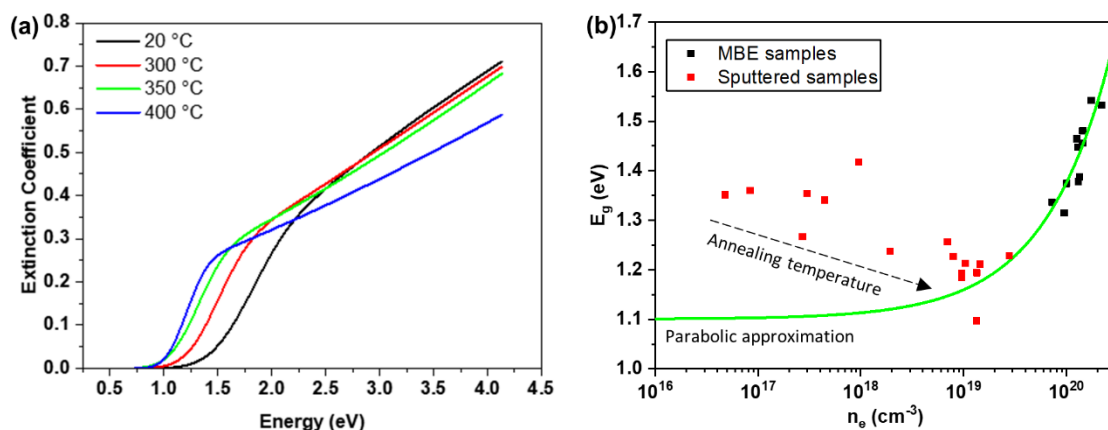 (a)
20 °C
300 °C
350 °C
400 °C
Extinction Coefficient
0.8
0.7
0.6
0.5
0.4
0.3
0.2
0.1
0.0
0.5 1.0 1.5 2.0 2.5 3.0 3.5 4.0 4.5
Energy (eV)
(b)
MBE samples
Sputtered samples
E_g (eV)
1.7
1.6
1.5
1.4
1.3
1.2
1.1
1.0
Annealing temperature
Parabolic approximation
10^16 10^17 10^18 10^19 10^20
n_e (cm^-3)